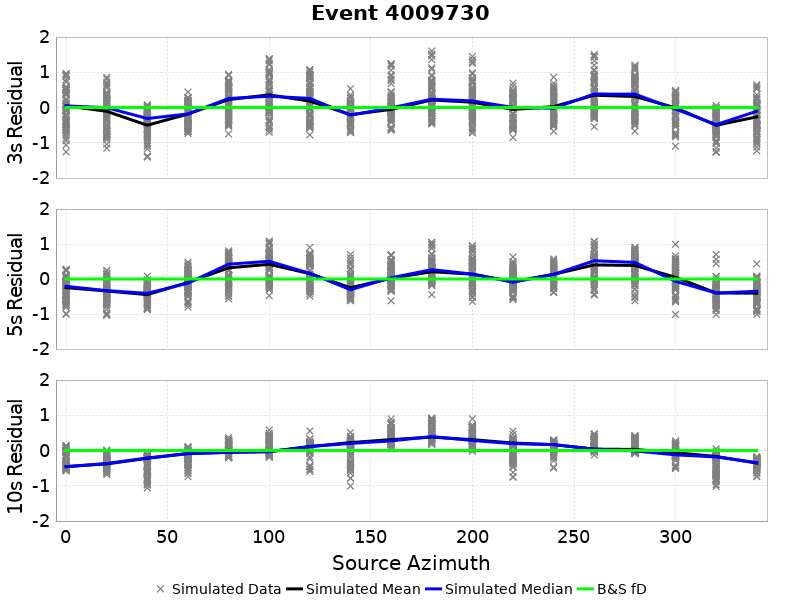 Event 4009730
3s Residual
2
1
0
-1
-2
5s Residual
2
1
0
-1
-2
10s Residual
2
1
0
-1
-2
0 50 100 150 200 250 300
Source Azimuth
Simulated Data Simulated Mean Simulated Median B&S fD